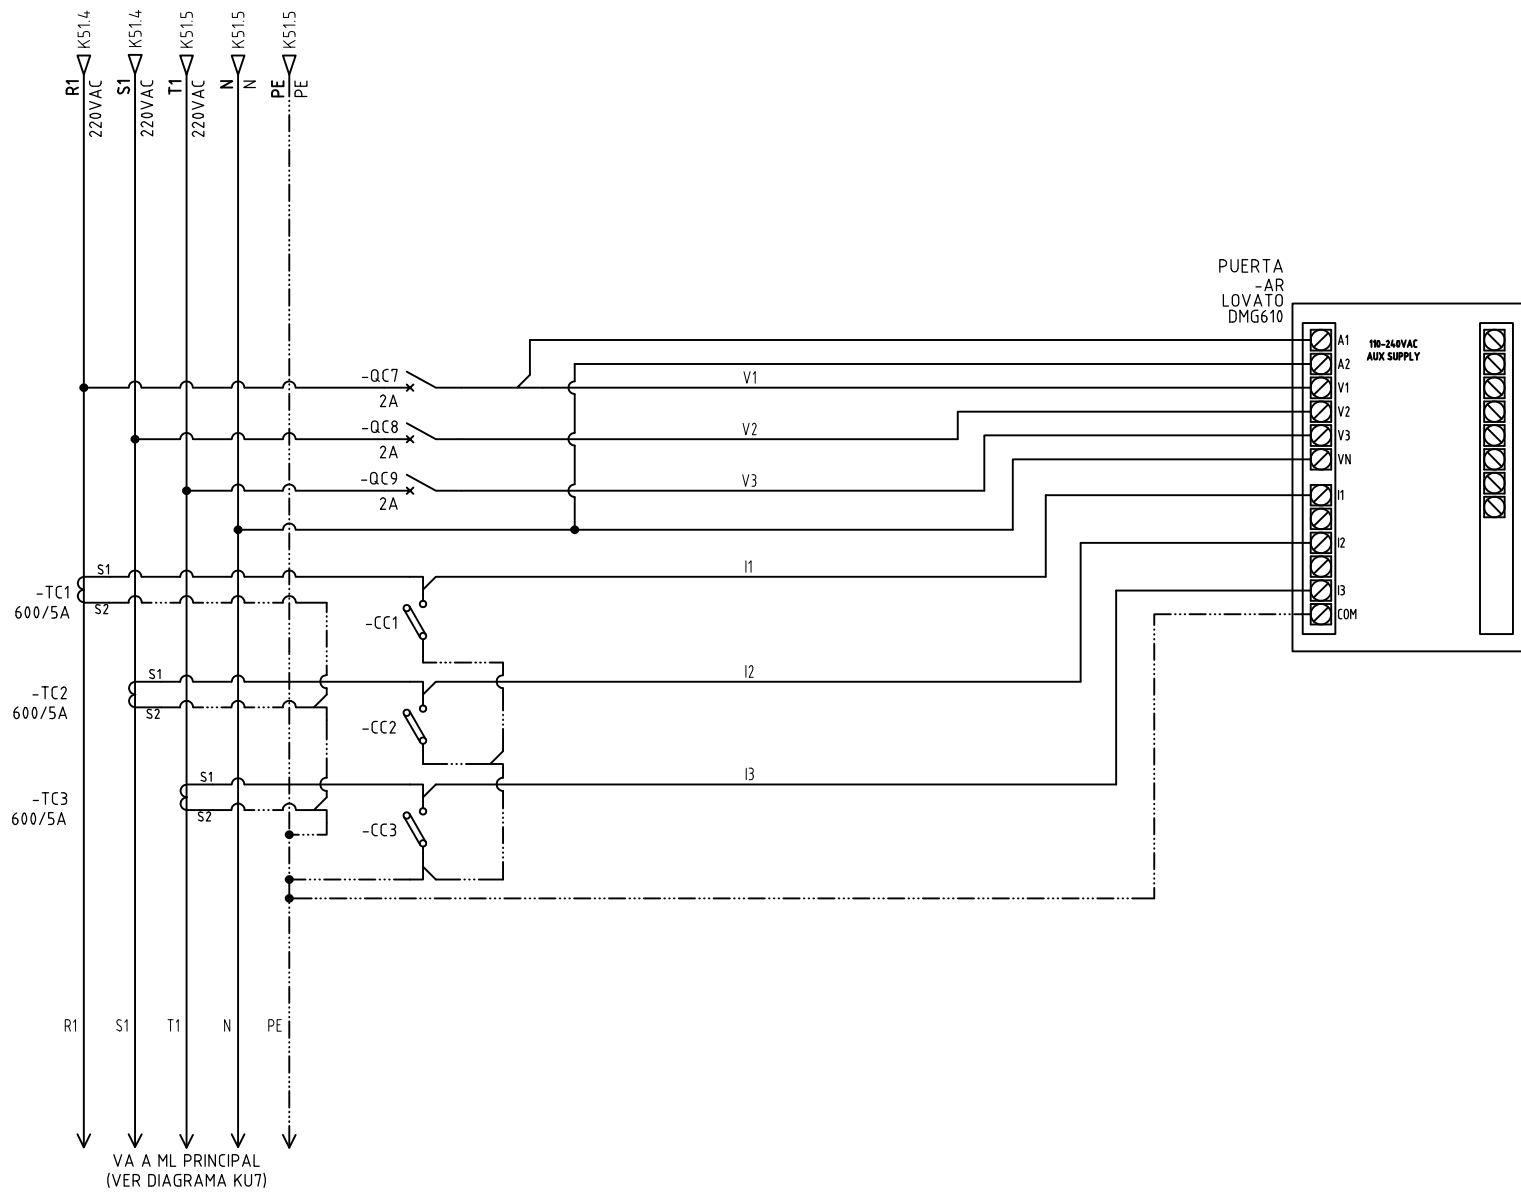 K51.4
K51.4
K51.5
K51.5
K51.5
R1
220VAC
S1
220VAC
T1
220VAC
N
N
PE
PE
PUERTA
-AR
LOVATO
DMG610
A1
110-240VAC
AUX SUPPLY
A2
-QC7
2A
V1
V1
V2
-QC8
2A
V2
V3
VN
-QC9
2A
V3
I1
I2
S1
I1
-TC1
600/5A
S2
I3
COM
-CC1
S1
I2
-TC2
600/5A
S2
-CC2
S1
I3
-TC3
600/5A
S2
-CC3
R1
S1
T1
N
PE
VA A ML PRINCIPAL
(VER DIAGRAMA KU7)